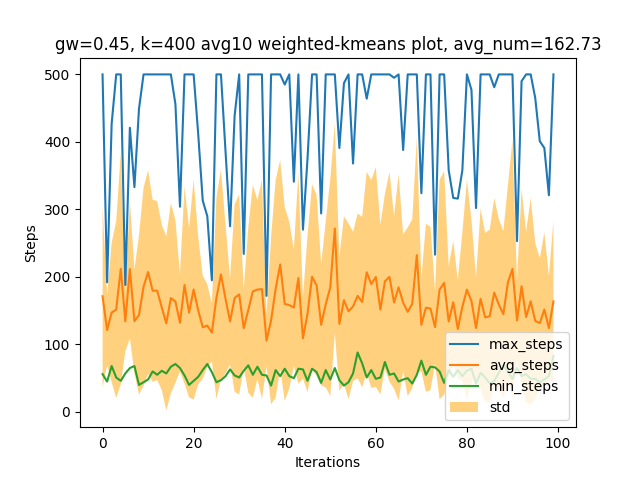 gw=0.45, k=400 avg10 weighted-kmeans plot, avg_num=162.73
500
400
300
200
100
0
Steps
max_steps
avg_steps
min_steps
std
0 20 40 60 80 100
Iterations